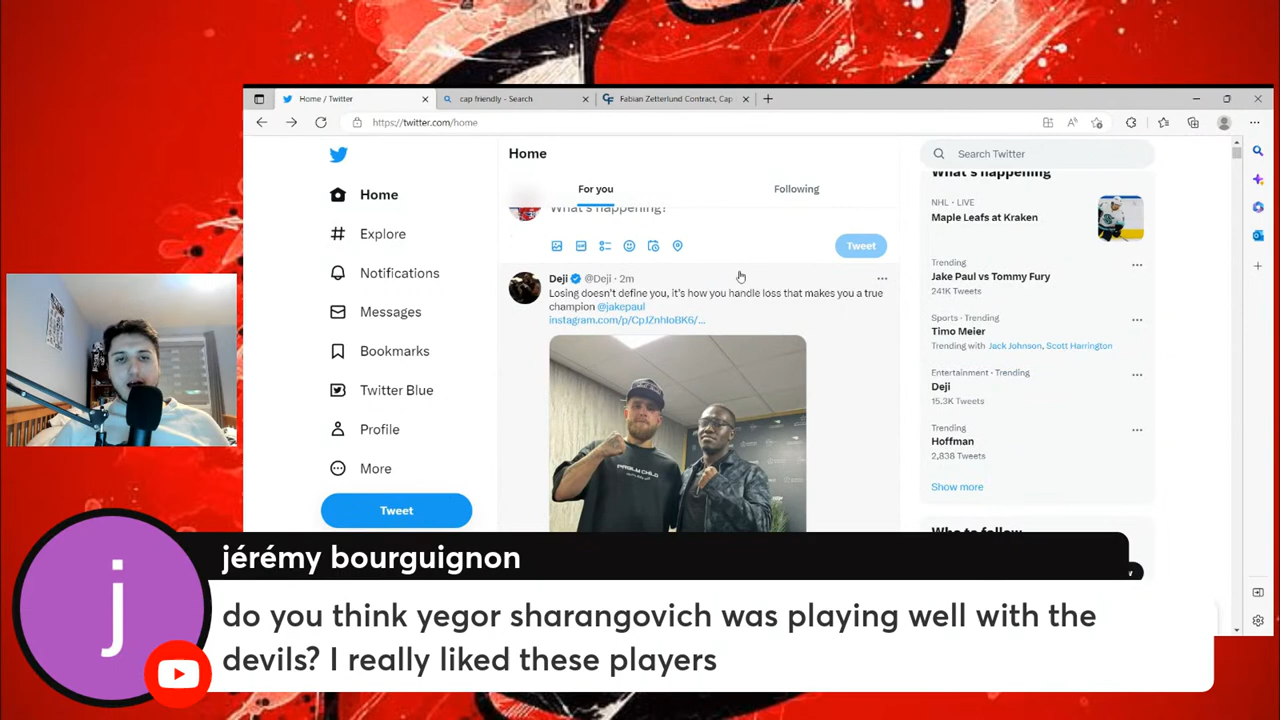 Home / Twitter
cap friendly - Search
Fabian Zetterlund Contract, Cap
https://twitter.com/home
Home
Explore
Notifications
Messages
Bookmarks
Twitter Blue
Profile
More
Tweet
Home
For you
Following
What's happening?
Tweet
Deji @Deji · 2m
Losing doesn't define you, it's how you handle loss that makes you a true
champion @jakepaul
instagram.com/p/CpJZnhIoBK6/...
Search Twitter
What's happening
NHL · LIVE
Maple Leafs at Kraken
Trending
Jake Paul vs Tommy Fury
241K Tweets
Sports · Trending
Timo Meier
Trending with Jack Johnson, Scott Harrington
Entertainment · Trending
Deji
15.3K Tweets
Trending
Hoffman
2,838 Tweets
Show more
Who to follow
j
jérémy bourguignon
do you think yegor sharangovich was playing well with the
devils? I really liked these players